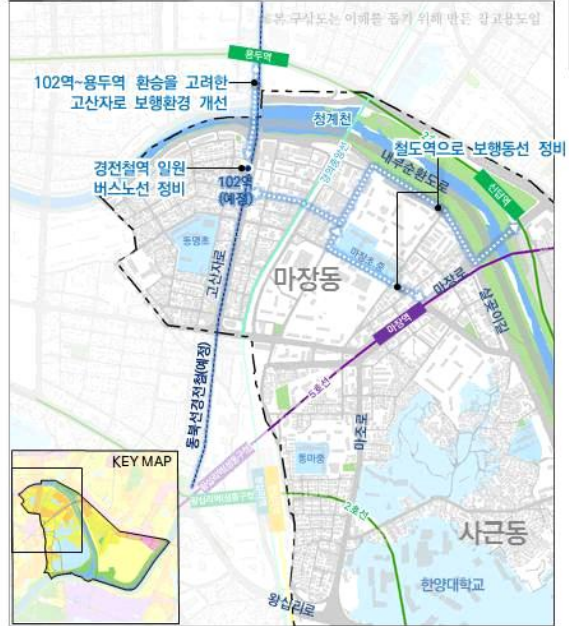 본 구상도는 이해를 돕기 위해 만든 참고용도임
용두역
102역~용두역 환승을 고려한
고산자로 보행환경 개선
청계천
철도역으로 보행동선 정비
내부순환도로
경전철역 일원
버스노선 정비
102역
(예정)
신답역
동명초
고산자로
마장초·중
마장동
마장로
살곶이길
마장역
동북선경전철(예정)
5호선
마조로
KEY MAP
동마중
2호선
사근동
한양대학교
왕십리로